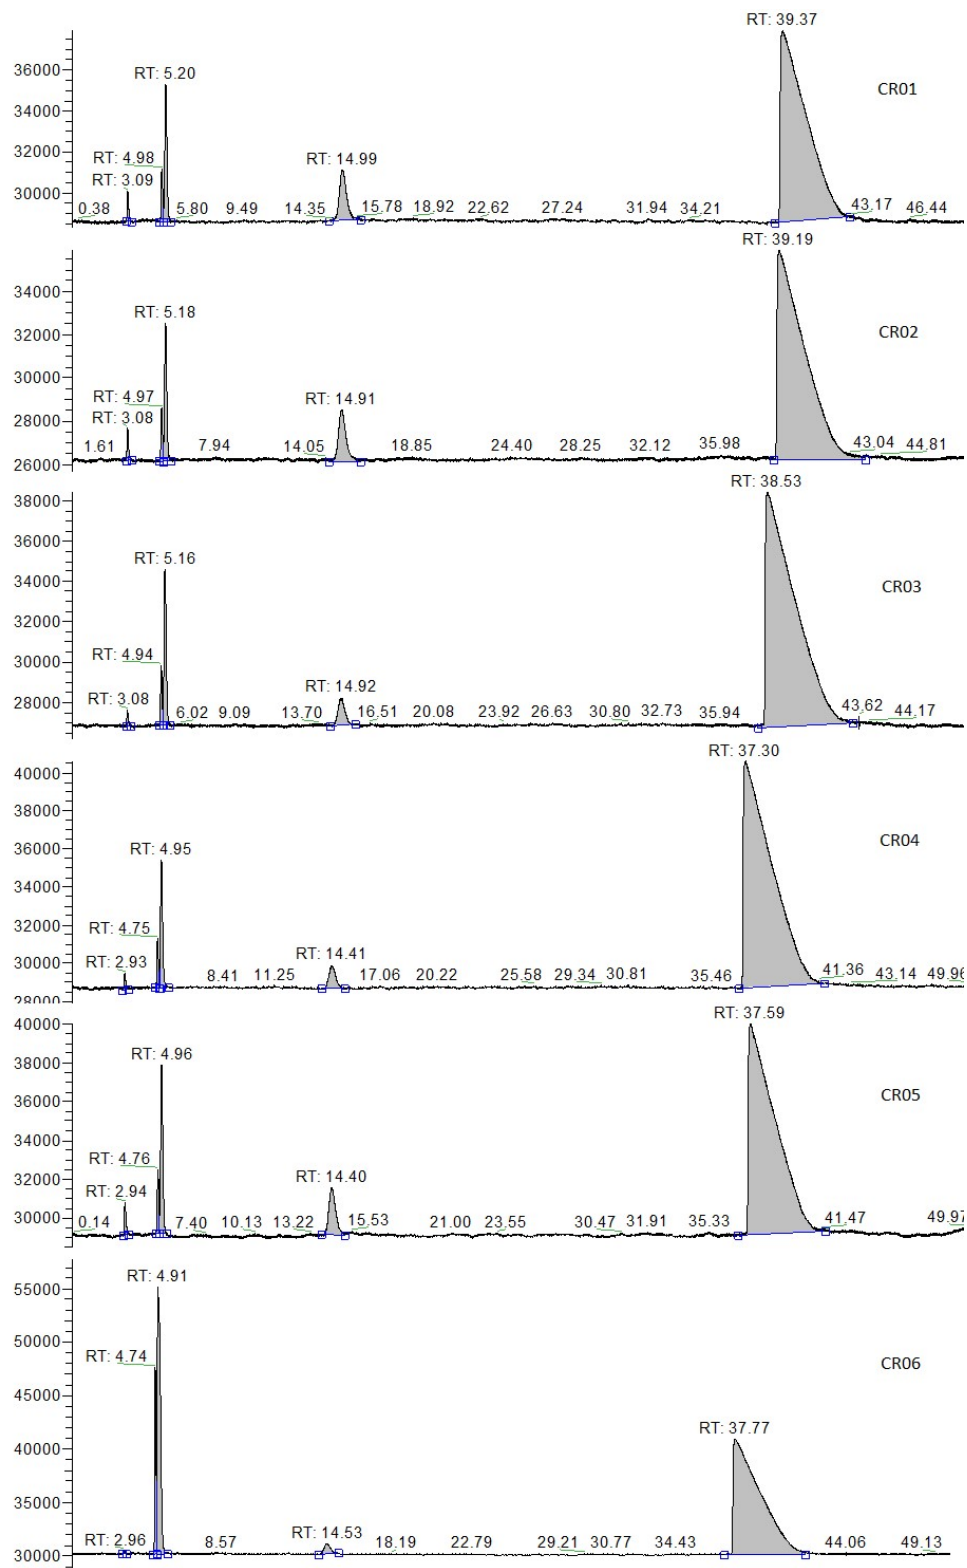 RT: 39.37
36000
RT: 5.20
CR01
34000
32000
RT: 4.98
RT: 14.99
RT: 3.09
30000
0.38 5.80 9.49 14.35 15.78 18.92 22.62 27.24 31.94 34.21 43.17 46.44
RT: 39.19
34000
RT: 5.18
CR02
32000
30000
RT: 4.97
RT: 14.91
RT: 3.08
28000
1.61 7.94 14.05 18.85 24.40 28.25 32.12 35.98 43.04 44.81
26000
RT: 38.53
38000
36000
RT: 5.16
CR03
34000
32000
RT: 4.94
30000
RT: 3.08
RT: 14.92
28000
6.02 9.09 13.70 16.51 20.08 23.92 26.63 30.80 32.73 35.94 43.62 44.17
RT: 37.30
40000
38000
RT: 4.95
CR04
36000
34000
RT: 4.75
32000
RT: 2.93
RT: 14.41
30000
8.41 11.25 17.06 20.22 25.58 29.34 30.81 35.46 41.36 43.14 49.96
28000
RT: 37.59
40000
RT: 4.96
38000
CR05
36000
34000
RT: 4.76
RT: 14.40
32000
RT: 2.94
30000
0.14 7.40 10.13 13.22 15.53 21.00 23.55 30.47 31.91 35.33 41.47 49.97
RT: 4.91
55000
50000
RT: 4.74
CR06
45000
RT: 37.77
40000
35000
RT: 2.96 8.57 RT: 14.53 18.19 22.79 29.21 30.77 34.43 44.06 49.13
30000